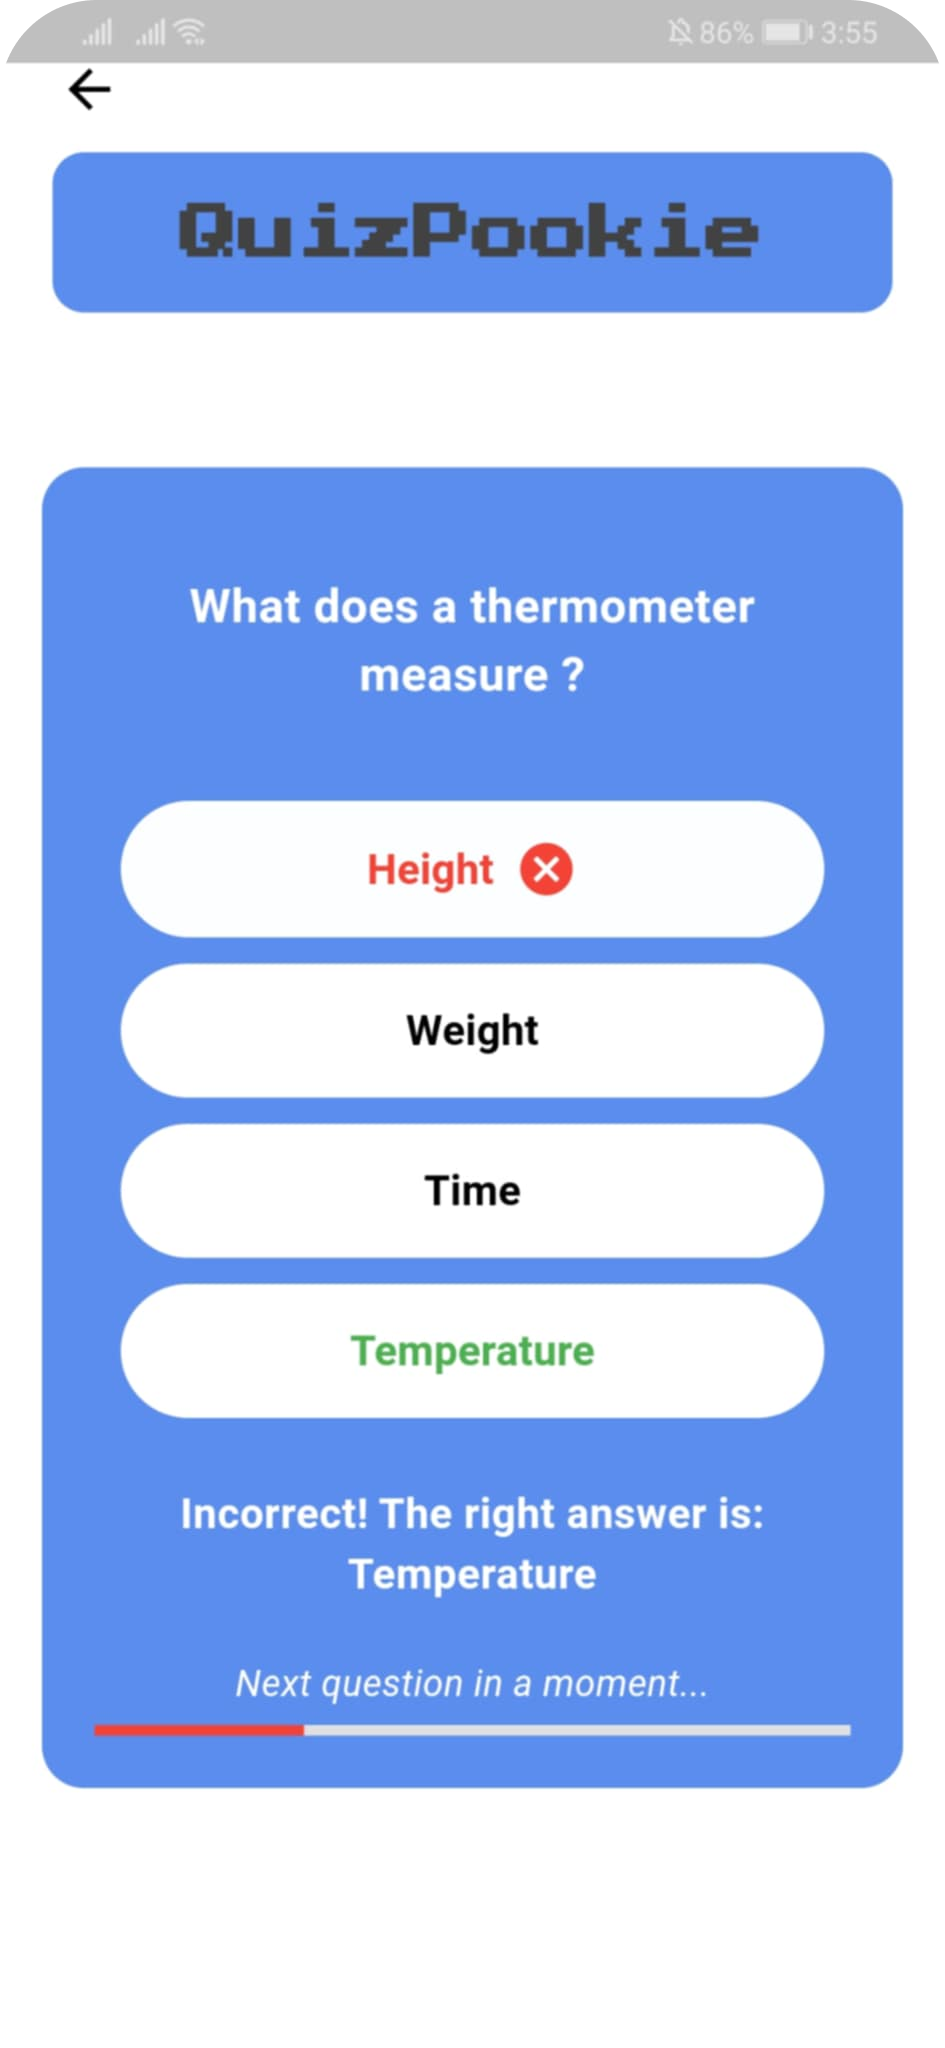 86% 3:55
QuizPookie
What does a thermometer
measure ?
Height
Weight
Time
Temperature
Incorrect! The right answer is:
Temperature
Next question in a moment...